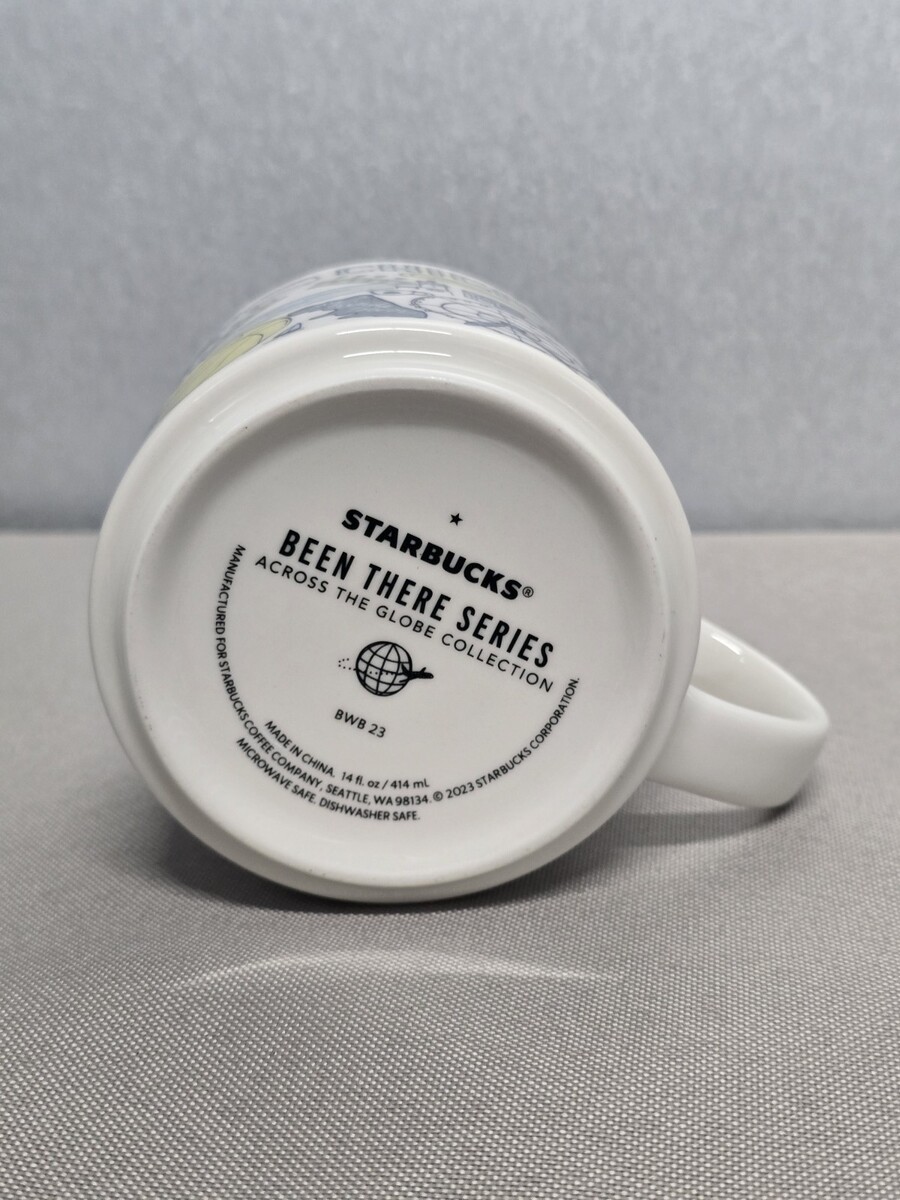 STARBUCKS®
BEEN THERE SERIES
ACROSS THE GLOBE COLLECTION
BWB 23
MADE IN CHINA. 14 fl. oz / 414 mL
MANUFACTURED FOR STARBUCKS COFFEE COMPANY, SEATTLE, WA 98134. © 2023 STARBUCKS CORPORATION.
MICROWAVE SAFE. DISHWASHER SAFE.